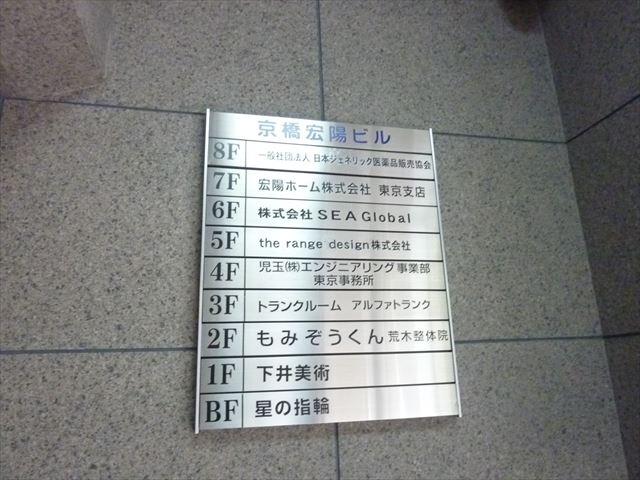 京橋宏陽ビル
8F 一般社団法人 日本ジェネリック医薬品販売協会
7F 宏陽ホーム株式会社 東京支店
6F 株式会社 SEA Global
5F the range design株式会社
4F 児玉㈱エンジニアリング事業部
東京事務所
3F トランクルーム アルファトランク
2F もみぞうくん 荒木整体院
1F 下井美術
BF 星の指輪